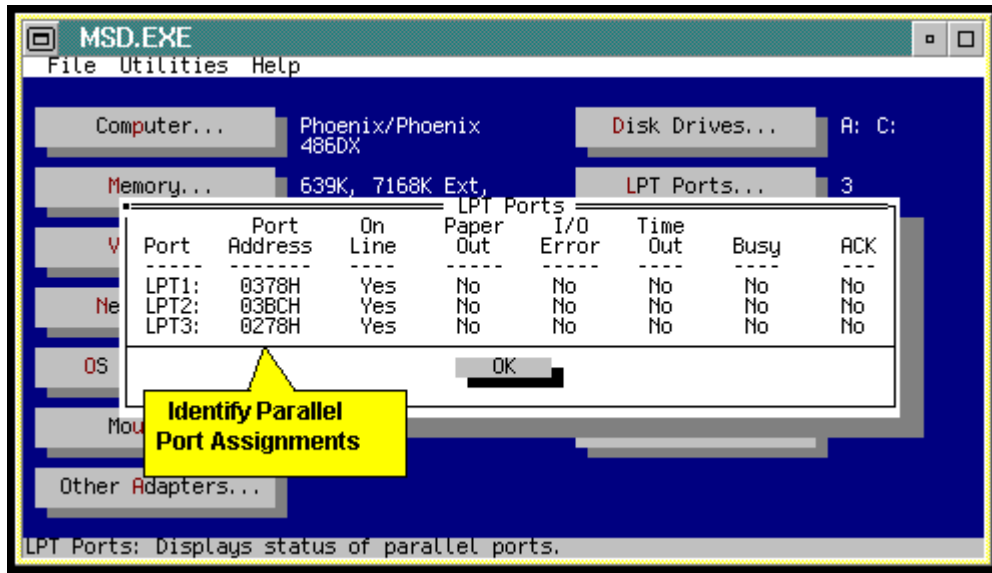 MSD.EXE
File Utilities Help
Computer... Phoenix/Phoenix Disk Drives... A: C:
486DX
Memory... 639K, 7168K Ext, LPT Ports... 3
LPT Ports
Port On Paper I/O Time
V Port Address Line Out Error Out Busy ACK
----- ------- ---- ----- ----- ---- ---- ---
LPT1: 0378H Yes No No No No No
Ne LPT2: 03BCH Yes No No No No No
LPT3: 0278H Yes No No No No No
OS OK
Identify Parallel
Mou Port Assignments
Other Adapters...
LPT Ports: Displays status of parallel ports.